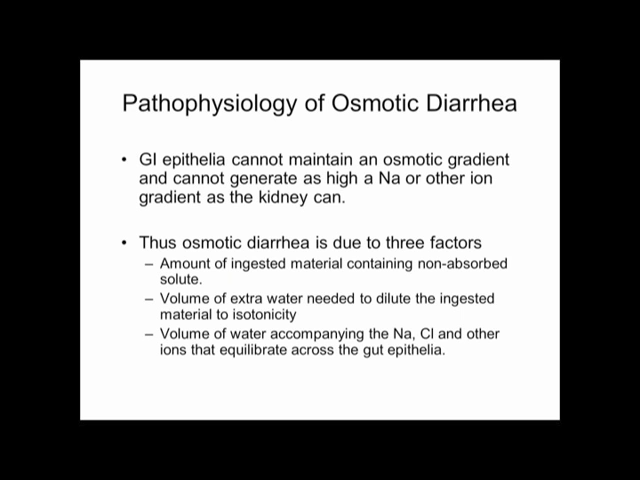 Pathophysiology of Osmotic Diarrhea
• GI epithelia cannot maintain an osmotic gradient
and cannot generate as high a Na or other ion
gradient as the kidney can.
• Thus osmotic diarrhea is due to three factors
– Amount of ingested material containing non-absorbed
solute.
– Volume of extra water needed to dilute the ingested
material to isotonicity
– Volume of water accompanying the Na, Cl and other
ions that equilibrate across the gut epithelia.